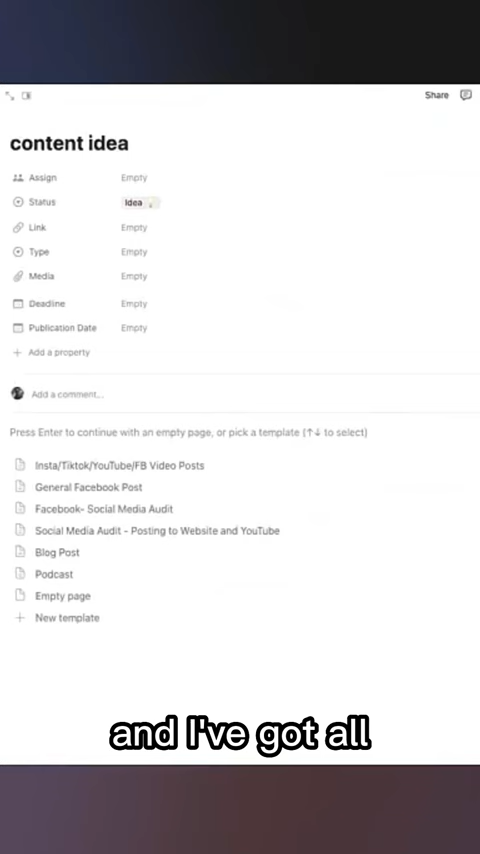 Share
content idea
Assign Empty
Status Idea
Link Empty
Type Empty
Media Empty
Deadline Empty
Publication Date Empty
+ Add a property
Add a comment...
Press Enter to continue with an empty page, or pick a template (↑↓ to select)
Insta/Tiktok/YouTube/FB Video Posts
General Facebook Post
Facebook- Social Media Audit
Social Media Audit - Posting to Website and YouTube
Blog Post
Podcast
Empty page
+ New template
and I've got all